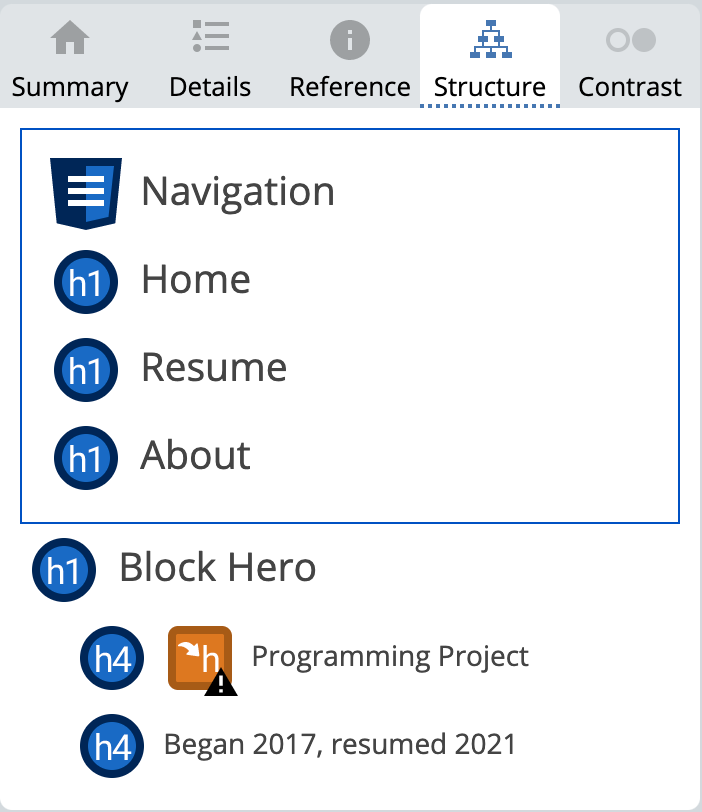 Summary Details Reference Structure Contrast
Navigation
h1 Home
h1 Resume
h1 About
h1 Block Hero
h4 h Programming Project
h4 Began 2017, resumed 2021